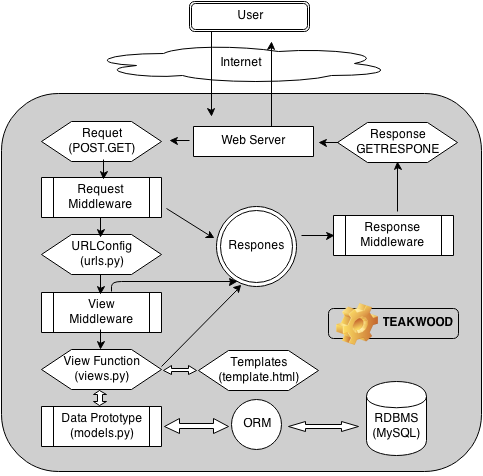 User
Internet
Web Server
Requet
(POST.GET)
Response
GETRESPONE
Request
Middleware
URLConfig
(urls.py)
Respones
Response
Middleware
View
Middleware
TEAKWOOD
View Function
(views.py)
Templates
(template.html)
Data Prototype
(models.py)
ORM
RDBMS
(MySQL)